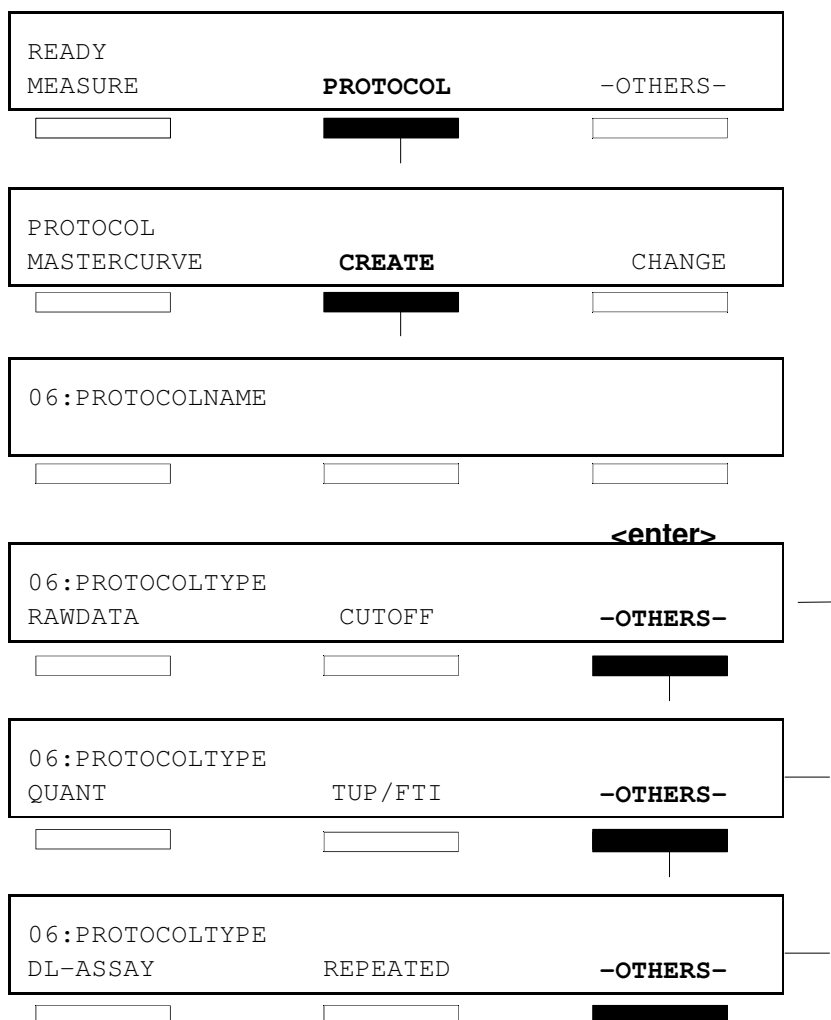 READY
MEASURE PROTOCOL -OTHERS-
PROTOCOL
MASTERCURVE CREATE CHANGE
06:PROTOCOLNAME
<enter>
06:PROTOCOLTYPE
RAWDATA CUTOFF -OTHERS-
06:PROTOCOLTYPE
QUANT TUP/FTI -OTHERS-
06:PROTOCOLTYPE
DL-ASSAY REPEATED -OTHERS-